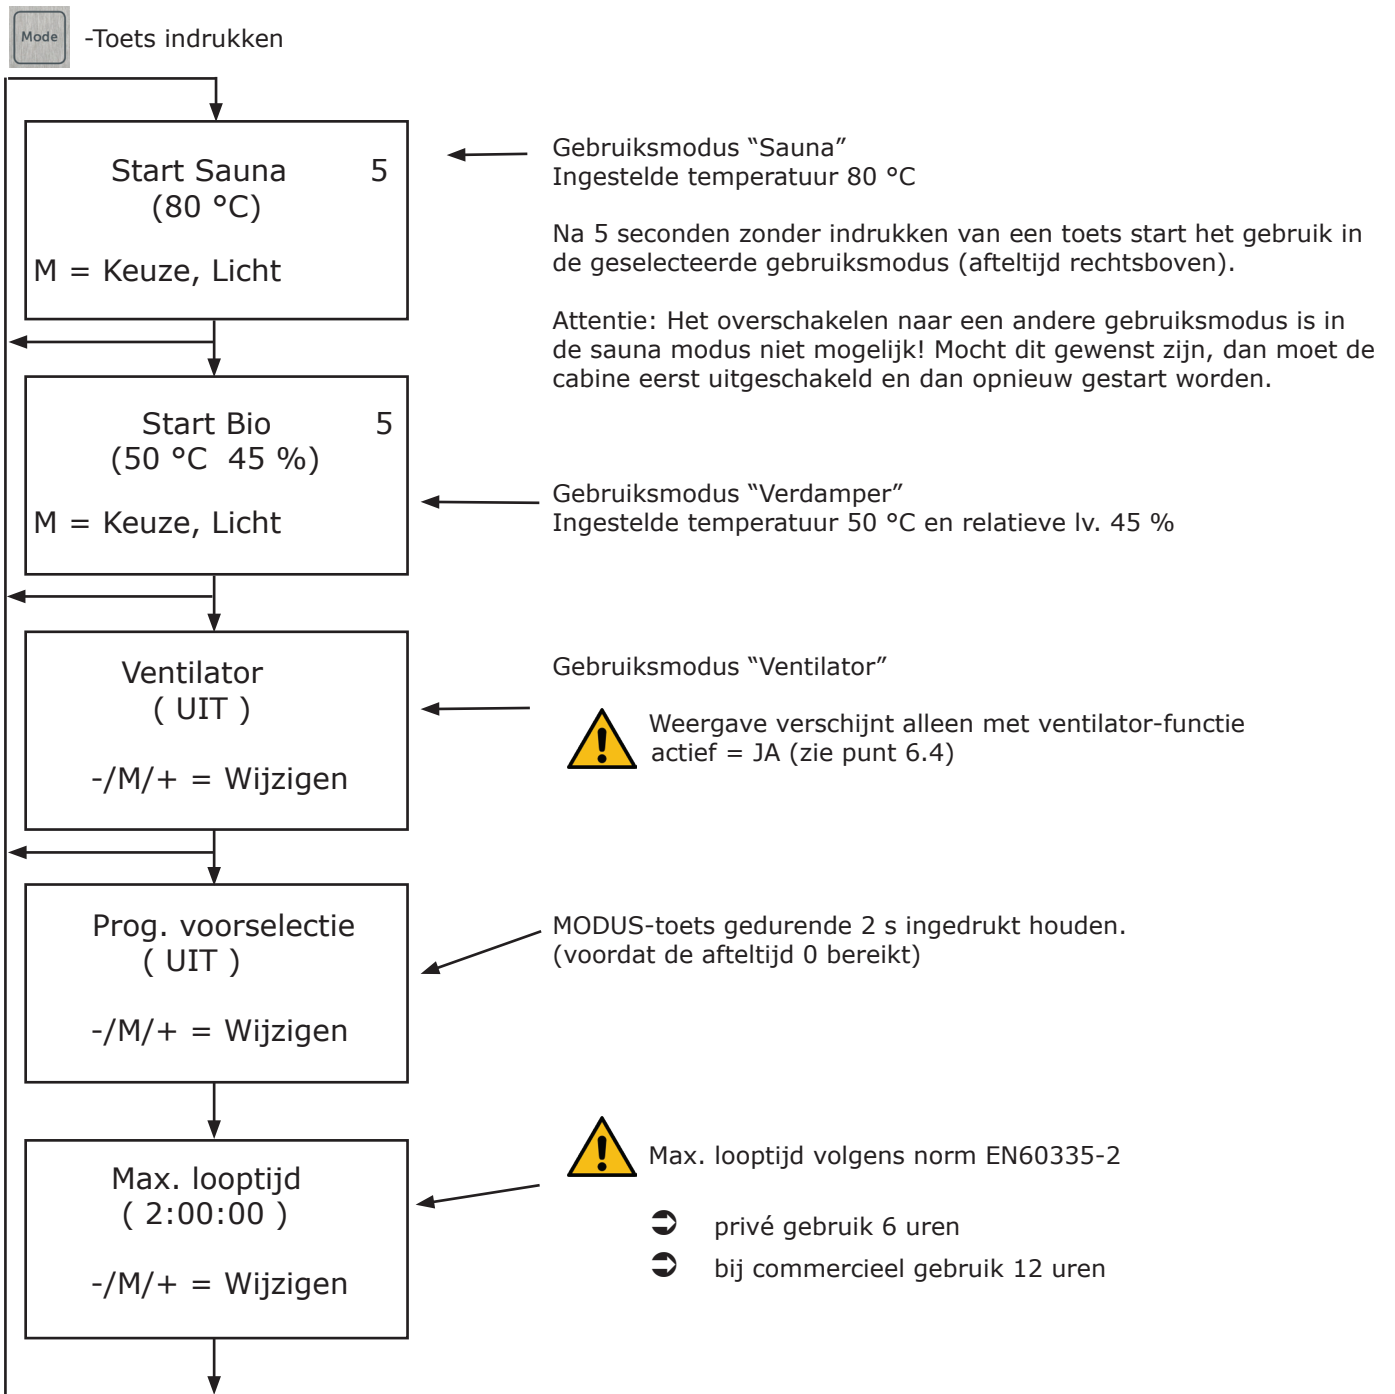 Mode
-Toets indrukken
Start Sauna 5
(80 °C)
M = Keuze, Licht
Gebruiksmodus “Sauna”
Ingestelde temperatuur 80 °C
Na 5 seconden zonder indrukken van een toets start het gebruik in
de geselecteerde gebruiksmodus (afteltijd rechtsboven).
Attentie: Het overschakelen naar een andere gebruiksmodus is in
de sauna modus niet mogelijk! Mocht dit gewenst zijn, dan moet de
cabine eerst uitgeschakeld en dan opnieuw gestart worden.
Start Bio 5
(50 °C 45 %)
M = Keuze, Licht
Gebruiksmodus “Verdamper”
Ingestelde temperatuur 50 °C en relatieve lv. 45 %
Ventilator
( UIT )
-/M/+ = Wijzigen
Gebruiksmodus “Ventilator”
Weergave verschijnt alleen met ventilator-functie
actief = JA (zie punt 6.4)
Prog. voorselectie
( UIT )
-/M/+ = Wijzigen
MODUS-toets gedurende 2 s ingedrukt houden.
(voordat de afteltijd 0 bereikt)
Max. looptijd
( 2:00:00 )
-/M/+ = Wijzigen
Max. looptijd volgens norm EN60335-2
➲ privé gebruik 6 uren
➲ bij commercieel gebruik 12 uren